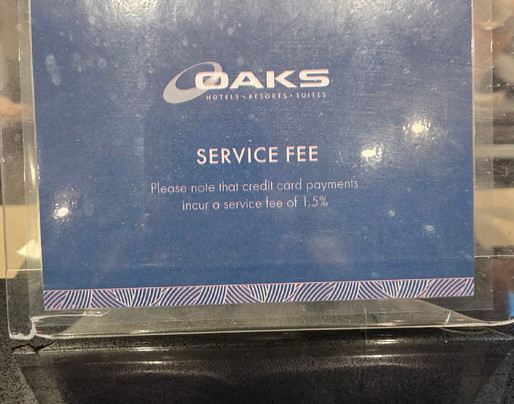 OAKS
HOTELS • RESORTS • SUITES
SERVICE FEE
Please note that credit card payments
incur a service fee of 1.5%